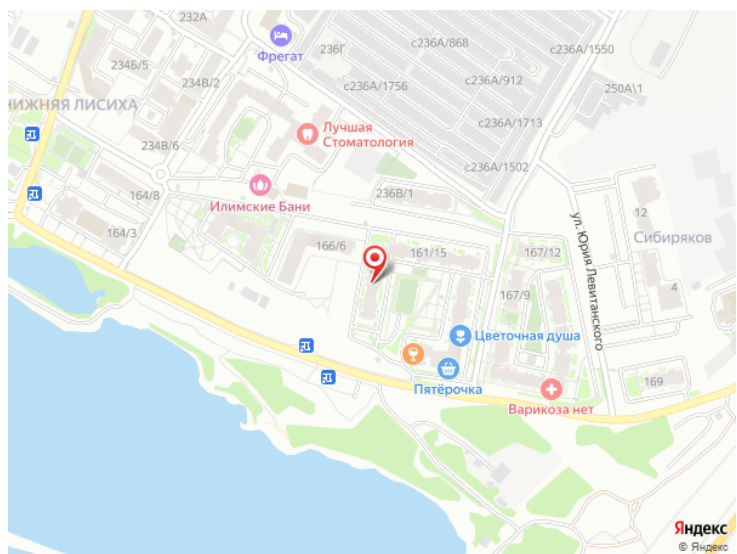 232А
Фрегат
236Г
с236А/868
с236А/1550
234Б/5
234В/2
с236А/1756
с236А/912
250А\1
НИЖНЯЯ ЛИСИХА
Лучшая
Стоматология
с236А/1713
234В/6
с236А/1502
164/8
Илимские Бани
236В/1
12
Сибиряков
164/3
166/6
161/15
167/12
ул. Юрия Левитанского
167/9
4
Цветочная душа
Пятёрочка
Варикоза нет
169
Яндекс
© Яндекс